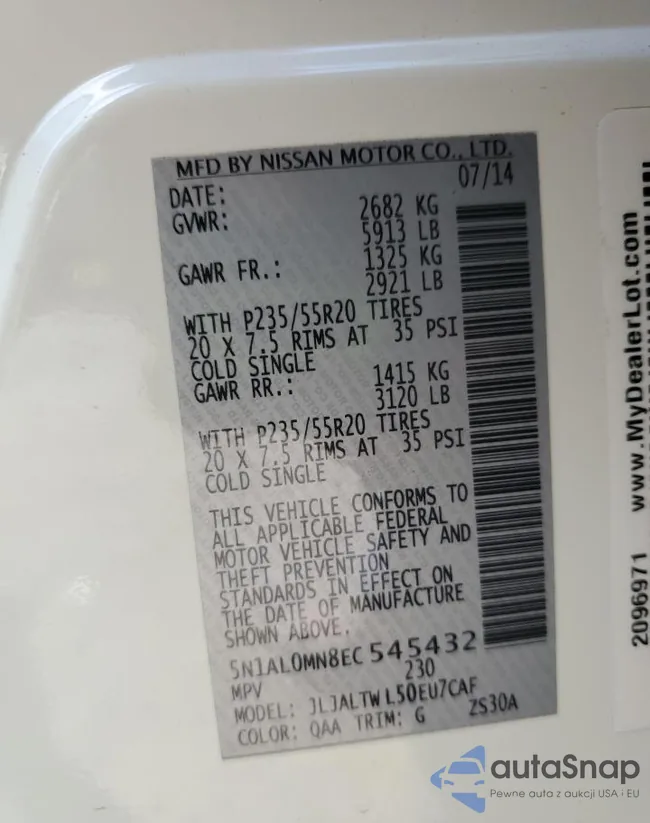 MFD BY NISSAN MOTOR CO., LTD.
DATE: 07/14
GVWR: 2682 KG
5913 LB
GAWR FR.: 1325 KG
2921 LB
WITH P235/55R20 TIRES
20 X 7.5 RIMS AT 35 PSI
COLD SINGLE
GAWR RR.: 1415 KG
3120 LB
WITH P235/55R20 TIRES
20 X 7.5 RIMS AT 35 PSI
COLD SINGLE
THIS VEHICLE CONFORMS TO
ALL APPLICABLE FEDERAL
MOTOR VEHICLE SAFETY AND
THEFT PREVENTION
STANDARDS IN EFFECT ON
THE DATE OF MANUFACTURE
SHOWN ABOVE.
5N1AL0MN8EC 545432
MPV 230
MODEL: JLJALTW L50EU7CAF
COLOR: QAA TRIM: G ZS30A
2096971 www.MyDealerLot.com
autaSnap
Pewne auta z aukcji USA i EU